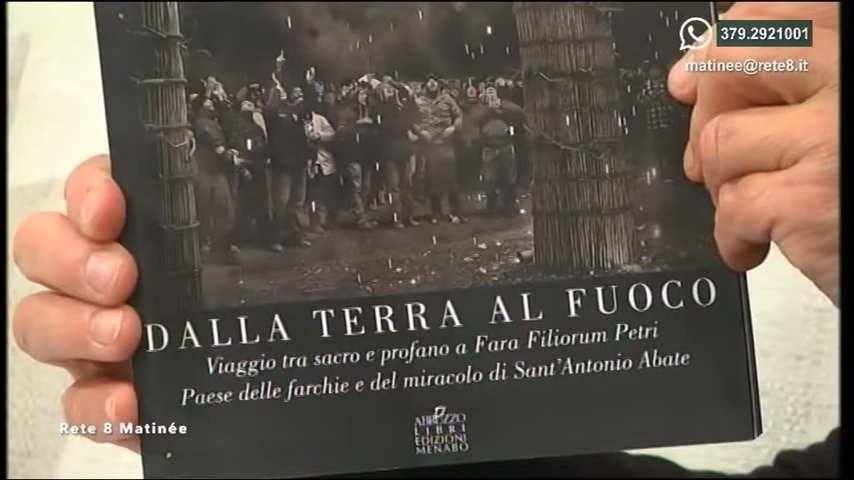 379.2921001
matinee@rete8.it
DALLA TERRA AL FUOCO
Viaggio tra sacro e profano a Fara Filiorum Petri
Paese delle farchie e del miracolo di Sant'Antonio Abate
ABRUZZO
LIBRI
EDIZIONI
MENABÒ
Rete 8 Matinée